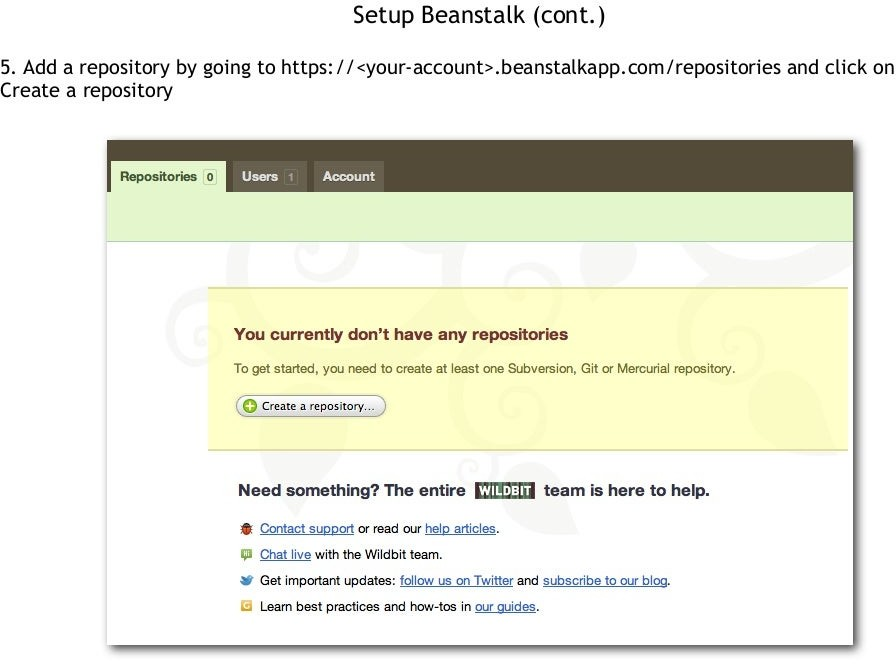 Setup Beanstalk (cont.)
5. Add a repository by going to https://<your-account>.beanstalkapp.com/repositories and click on
Create a repository
Repositories 0 Users 1 Account
You currently don't have any repositories
To get started, you need to create at least one Subversion, Git or Mercurial repository.
Create a repository...
Need something? The entire WILDBIT team is here to help.
Contact support or read our help articles.
Hi Chat live with the Wildbit team.
Get important updates: follow us on Twitter and subscribe to our blog.
G Learn best practices and how-tos in our guides.